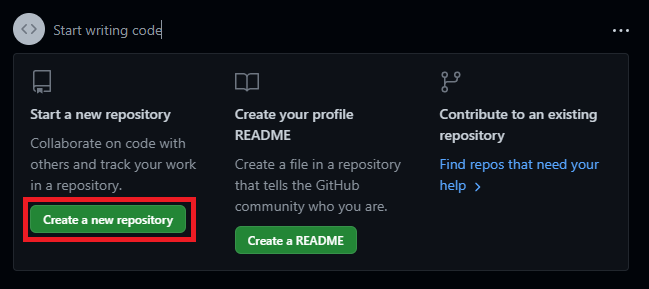 Start writing code
Start a new repository
Collaborate on code with
others and track your work
in a repository.
Create a new repository
Create your profile
README
Create a file in a repository
that tells the GitHub
community who you are.
Create a README
Contribute to an existing
repository
Find repos that need your
help